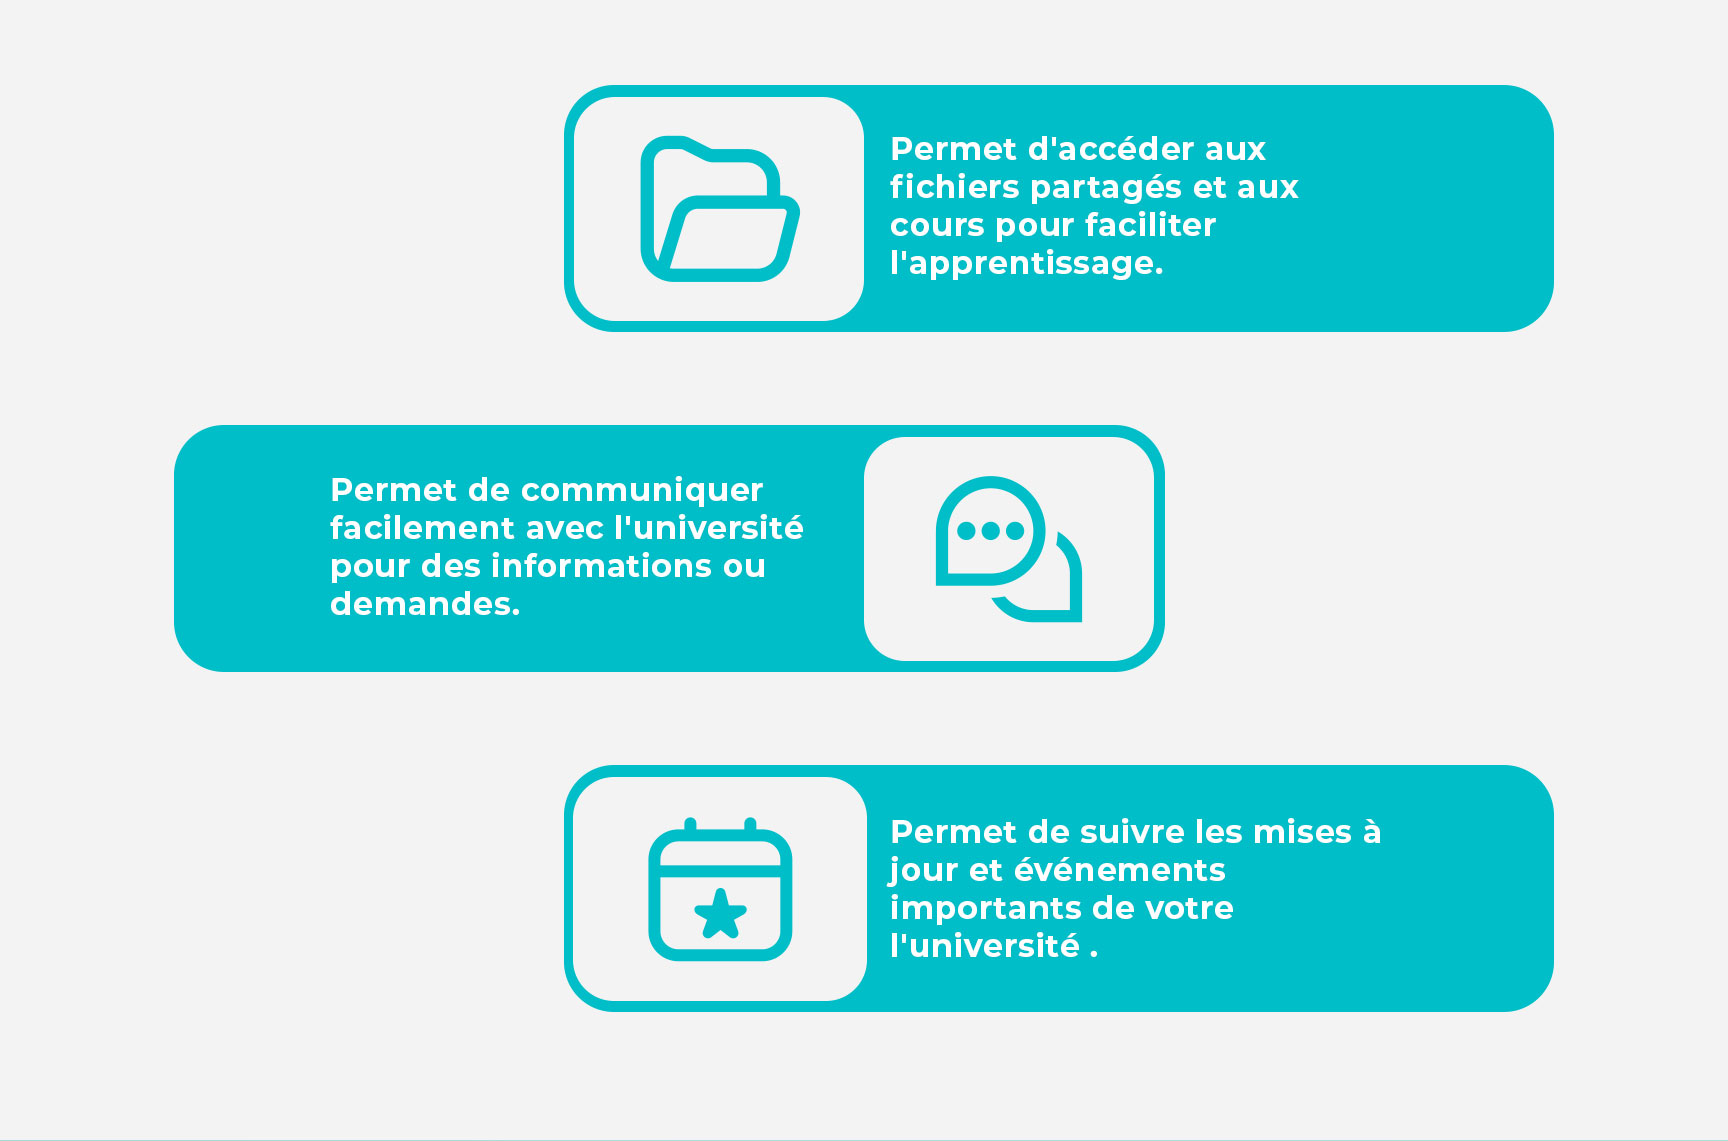 Permet d'accéder aux
fichiers partagés et aux
cours pour faciliter
l'apprentissage.
Permet de communiquer
facilement avec l'université
pour des informations ou
demandes.
Permet de suivre les mises à
jour et événements
importants de votre
l'université .